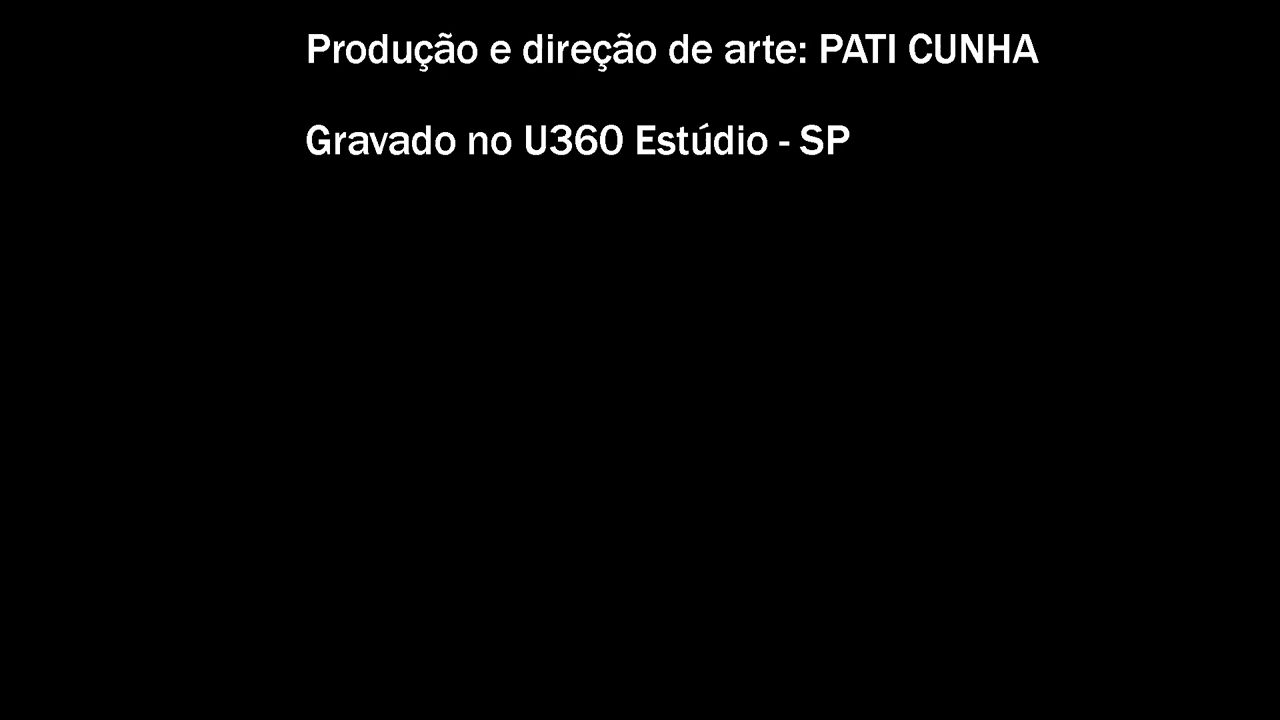 Produção e direção de arte: PATI CUNHA
Gravado no U360 Estúdio - SP